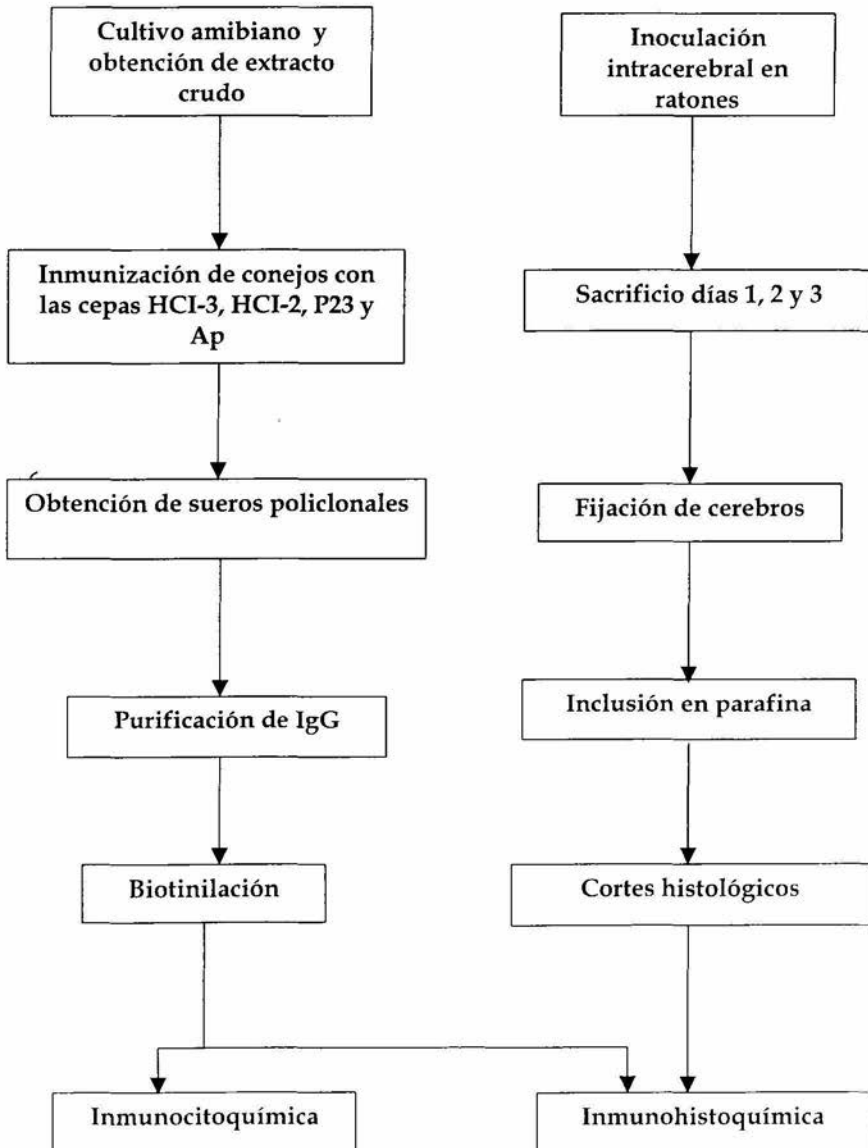 Cultivo amibiano y
obtención de extracto
crudo
Inmunización de conejos con
las cepas HCI-3, HCI-2, P23 y
Ap
Obtención de sueros policlonales
Purificación de IgG
Biotinilación
Inmunocitoquímica
Inoculación
intracerebral en
ratones
Sacrificio días 1, 2 y 3
Fijación de cerebros
Inclusión en parafina
Cortes histológicos
Inmunohistoquímica